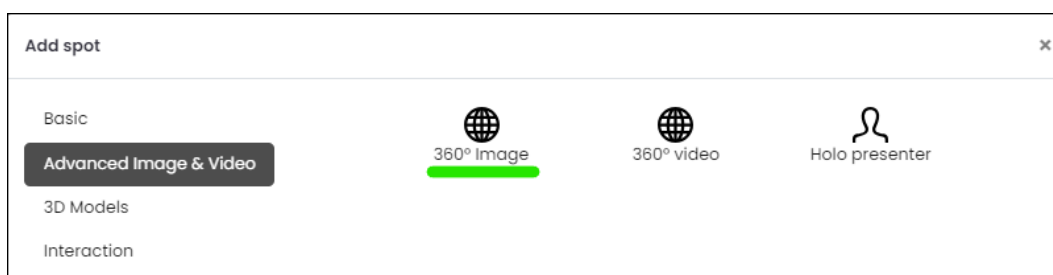 Add spot
×
Basic
Advanced Image & Video
3D Models
Interaction
360º Image
360º video
Holo presenter